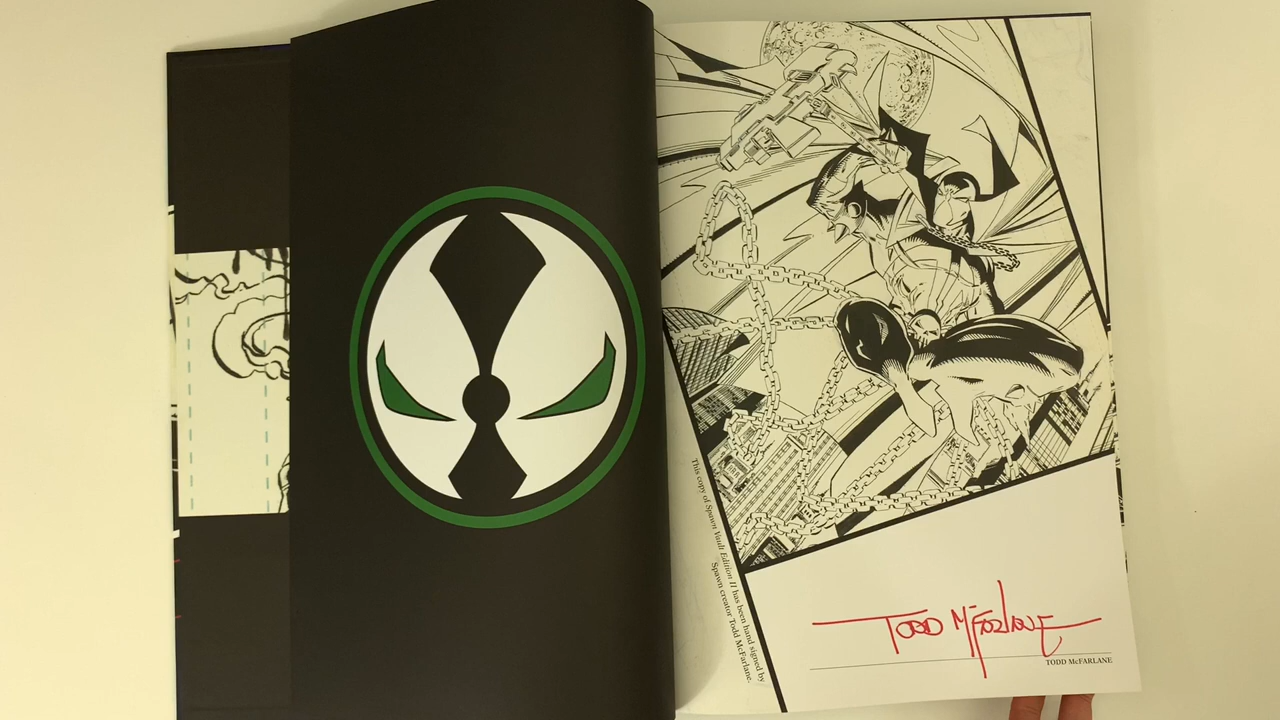 This copy of Spawn Vault Edition II has been hand signed by
Spawn creator Todd McFarlane.
TODD McFARLANE
TODD McFARLANE